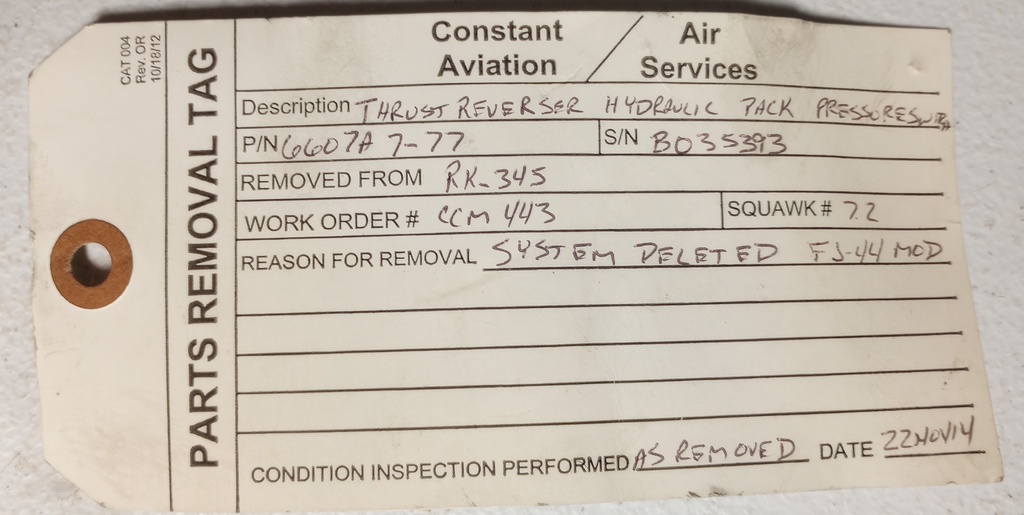 CAT 004
Rev. OR
10/18/12
PARTS REMOVAL TAG
Constant Aviation / Air Services
Description THRUST REVERSER HYDRAULIC PACK
P/N 6607A 7-77 S/N B035393
REMOVED FROM RK-345
WORK ORDER # CCM 443 SQUAWK # 72
REASON FOR REMOVAL SYSTEM DELETED FJ-44 MOD
CONDITION INSPECTION PERFORMED AS REMOVED DATE 22NOV14